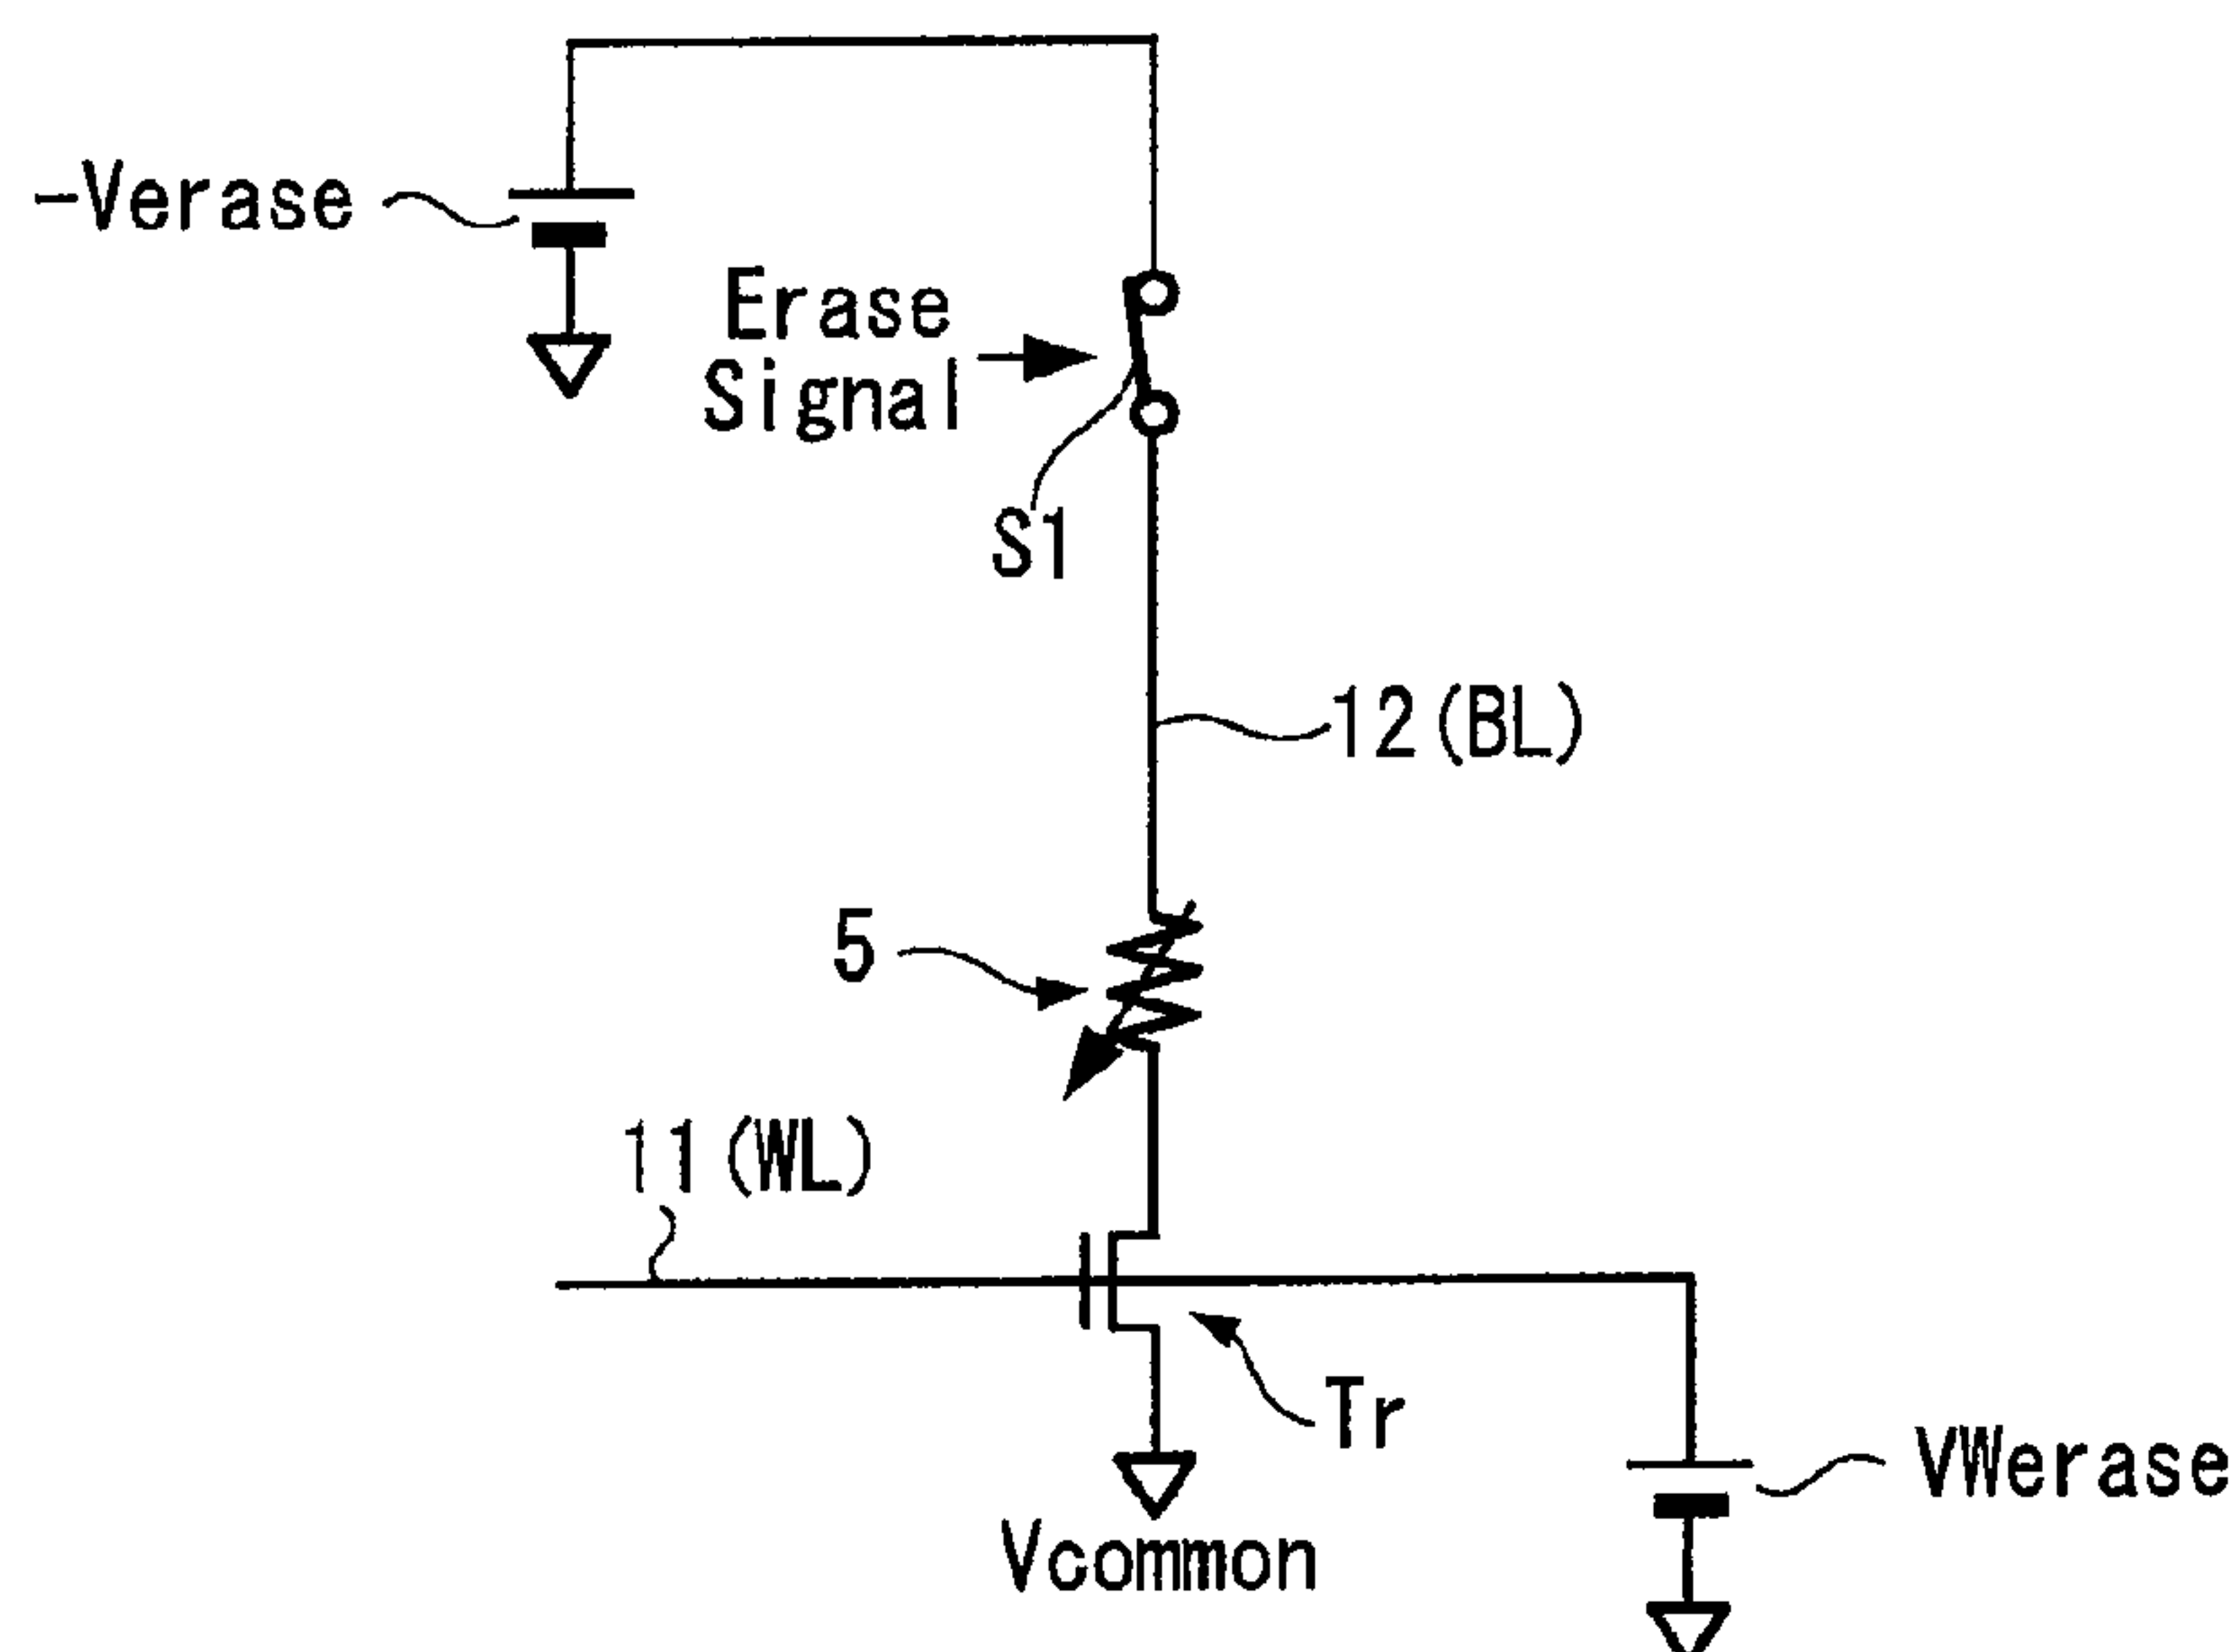 -Verase
Erase
Signal
S1
12(BL)
5
11(WL)
Tr
VWerase
Vcommon